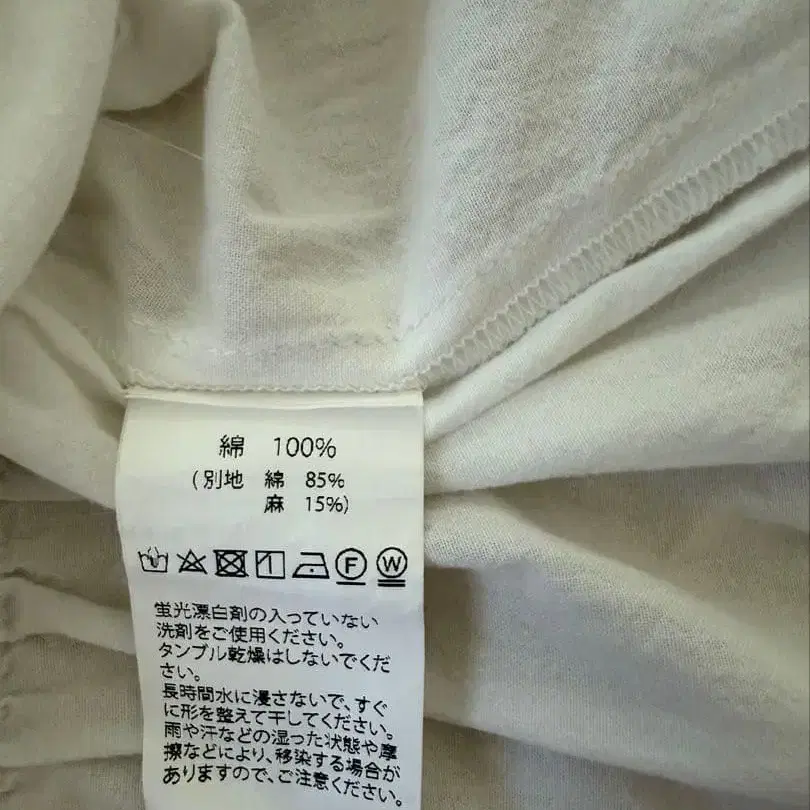 綿 100%
(別地 綿 85%
麻 15%)
F W
蛍光漂白剤の入っていない
洗剤をご使用ください。
タンブル乾燥はしないでくだ
さい。
長時間水に浸さないで、すぐ
に形を整えて干してください。
雨や汗などの湿った状態や摩
擦などにより、移染する場合が
ありますので、ご注意ください。